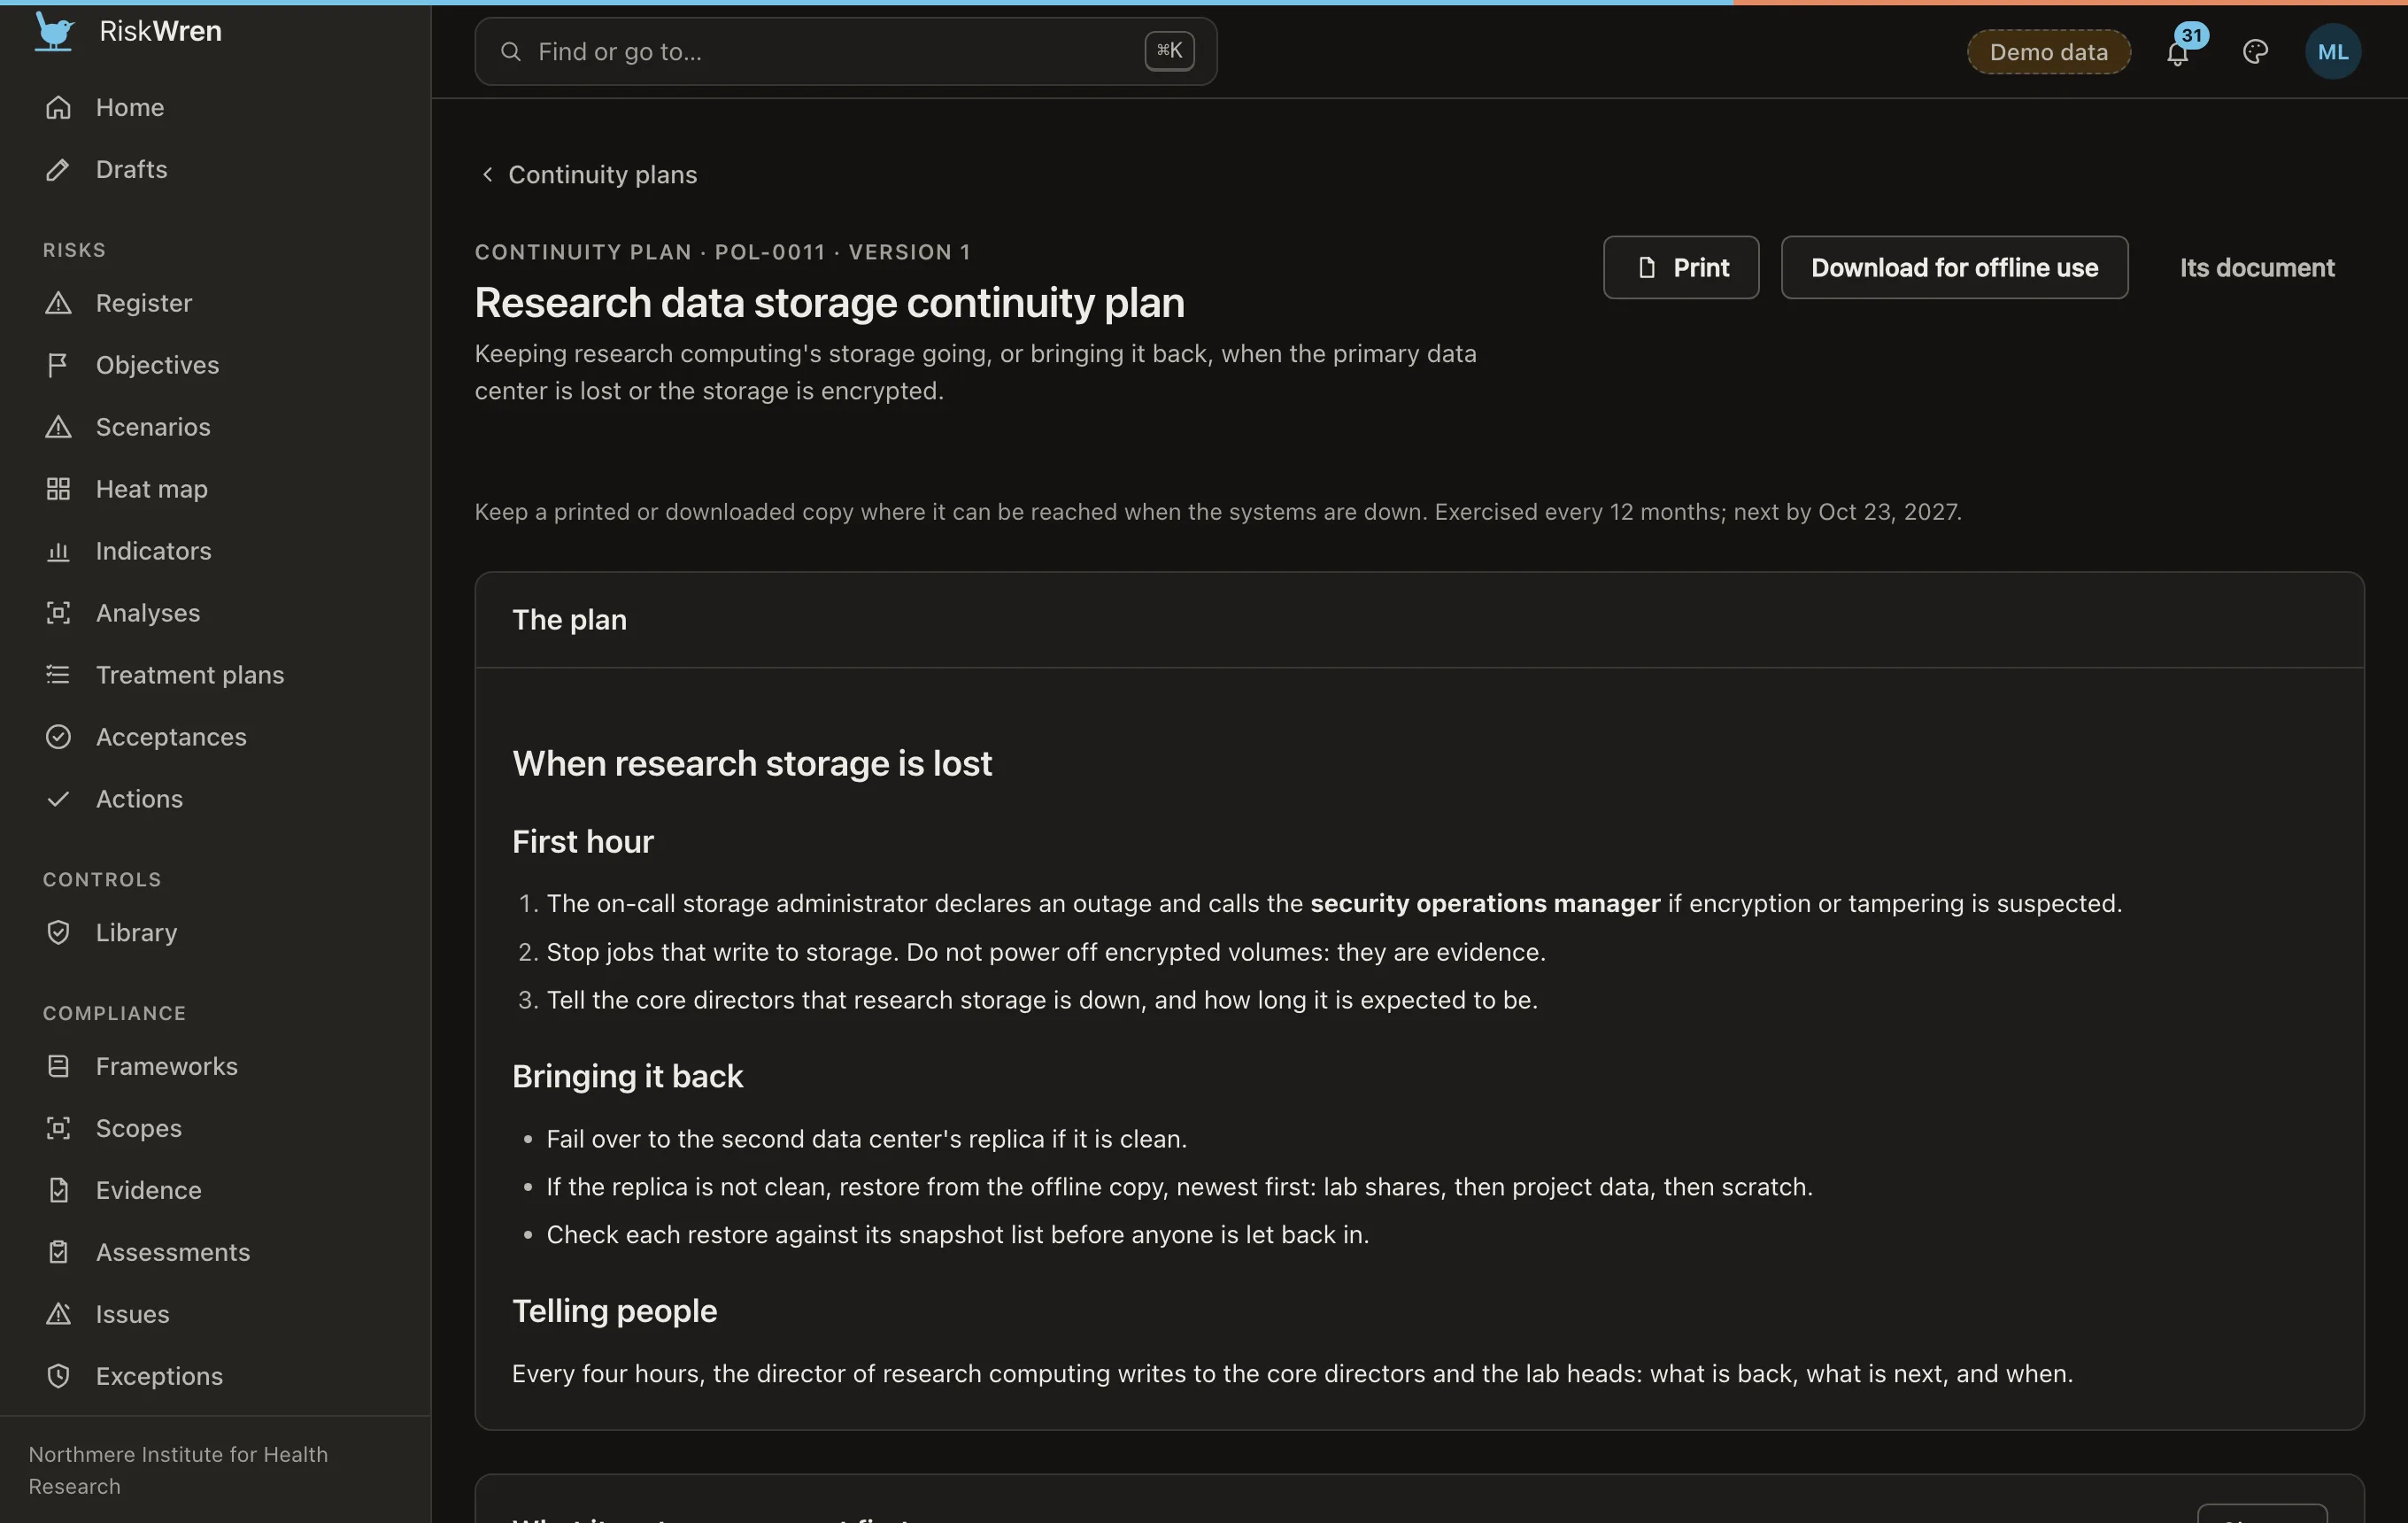 RiskWren
Find or go to...
⌘K
Demo data
31
ML
Home
Drafts
RISKS
Register
Objectives
Scenarios
Heat map
Indicators
Analyses
Treatment plans
Acceptances
Actions
CONTROLS
Library
COMPLIANCE
Frameworks
Scopes
Evidence
Assessments
Issues
Exceptions
Northmere Institute for Health
Research
Continuity plans
CONTINUITY PLAN · POL-0011 · VERSION 1
Research data storage continuity plan
Keeping research computing's storage going, or bringing it back, when the primary data
center is lost or the storage is encrypted.
Print
Download for offline use
Its document
Keep a printed or downloaded copy where it can be reached when the systems are down. Exercised every 12 months; next by Oct 23, 2027.
The plan
When research storage is lost
First hour
1. The on-call storage administrator declares an outage and calls the security operations manager if encryption or tampering is suspected.
2. Stop jobs that write to storage. Do not power off encrypted volumes: they are evidence.
3. Tell the core directors that research storage is down, and how long it is expected to be.
Bringing it back
• Fail over to the second data center's replica if it is clean.
• If the replica is not clean, restore from the offline copy, newest first: lab shares, then project data, then scratch.
• Check each restore against its snapshot list before anyone is let back in.
Telling people
Every four hours, the director of research computing writes to the core directors and the lab heads: what is back, what is next, and when.